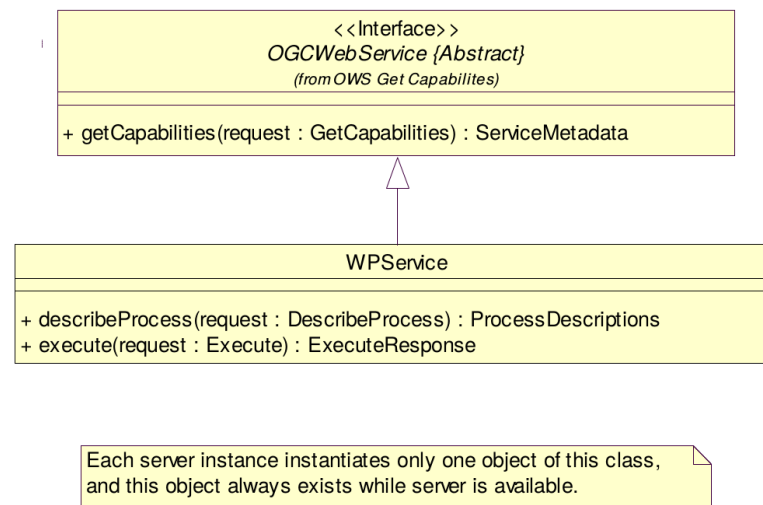 <<Interface>>
OGCWebService {Abstract}
(from OWS Get Capabilites)
+ getCapabilities(request : GetCapabilities) : ServiceMetadata
WPService
+ describeProcess(request : DescribeProcess) : ProcessDescriptions
+ execute(request : Execute) : ExecuteResponse
Each server instance instantiates only one object of this class,
and this object always exists while server is available.